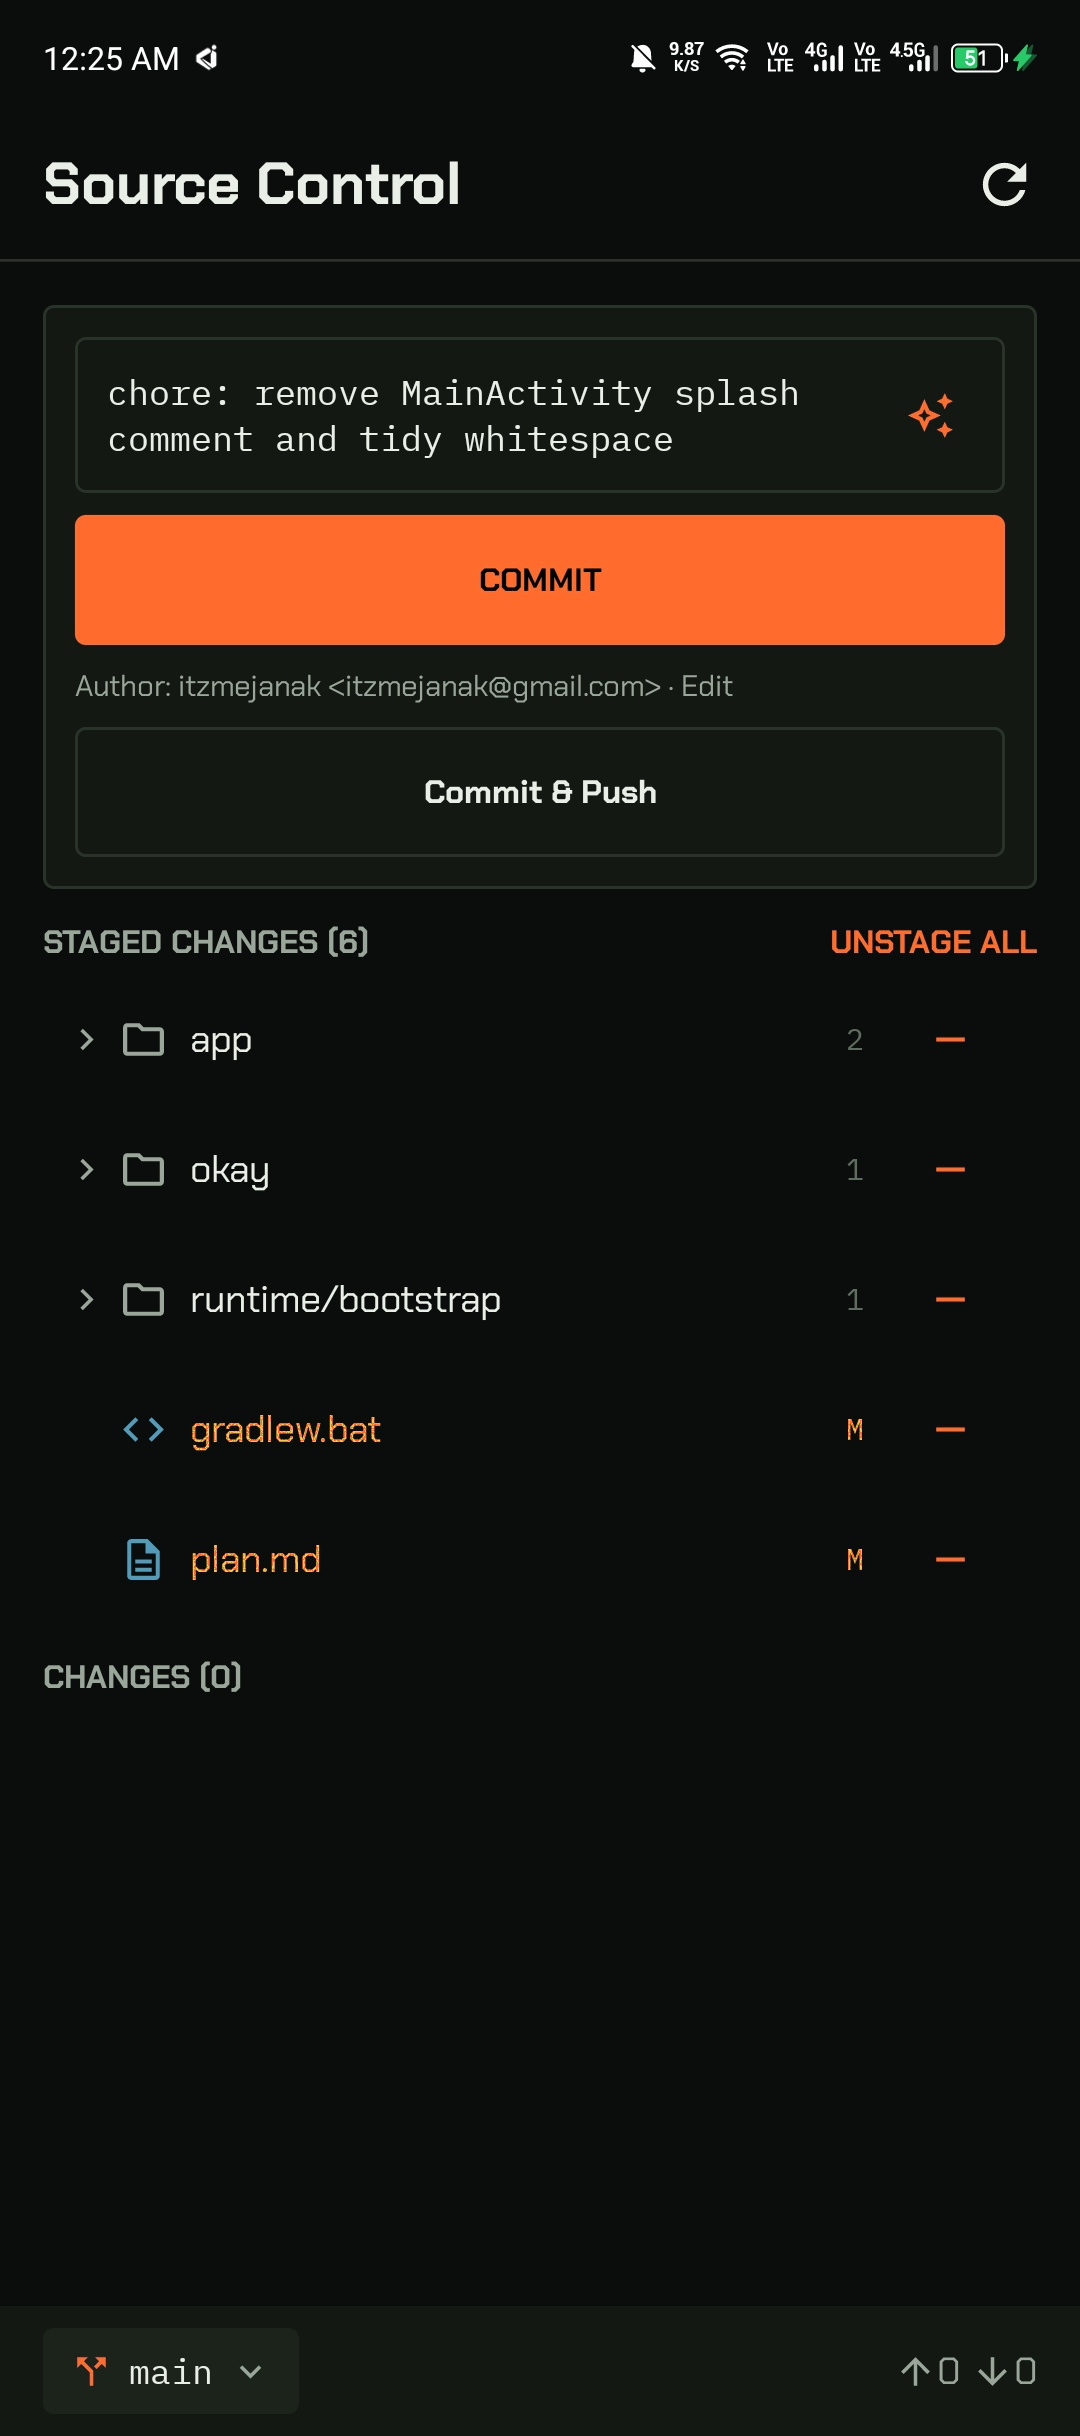 12:25 AM
9.87 K/S Vo LTE 4G Vo LTE 4.5G 51
Source Control
chore: remove MainActivity splash
comment and tidy whitespace
COMMIT
Author: itzmejanak <itzmejanak@gmail.com> · Edit
Commit & Push
STAGED CHANGES (6) UNSTAGE ALL
app 2
okay 1
runtime/bootstrap 1
gradlew.bat M
plan.md M
CHANGES (0)
main 0 0